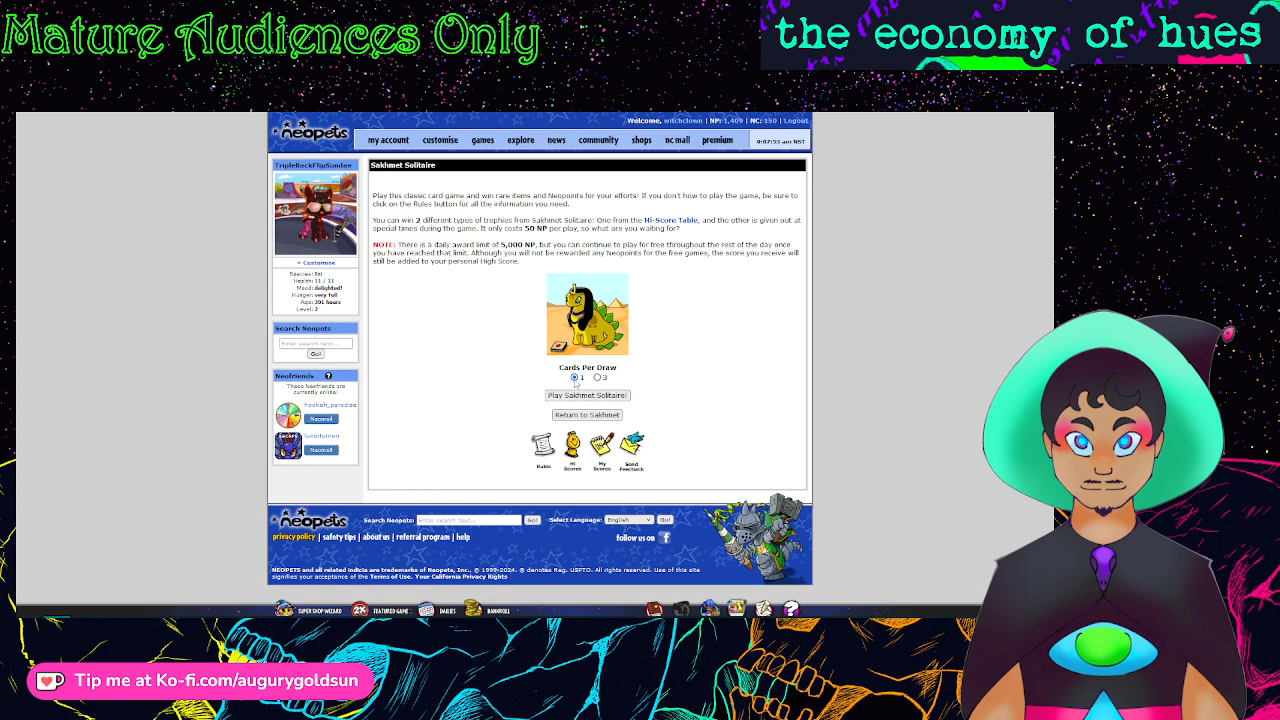 Mature Audiences Only
the economy of hues
neopets
Welcome, witchclown | NP: 1,409 | NC: 150 | Logout
my account customise games explore news community shops nc mall premium
9:07:53 am NST
TripleBackFlipSundae
Customise
Health: 11 / 11
Mood: delighted!
Hunger: very full
Age: 301 hours
Level: 2
Search Neopets
Enter search text...
Go!
Neofriends ?
These Neofriends are
currently online!
hookah_paradise
Neomail
Neomail
Sakhmet Solitaire
Play this classic card game and win rare items and Neopoints for your efforts! If you don't how to play the game, be sure to
click on the Rules button for all the information you need.
You can win 2 different types of trophies from Sakhmet Solitaire: One from the Hi-Score Table, and the other is given out at
special times during the game. It only costs 50 NP per play, so what are you waiting for?
NOTE: There is a daily award limit of 5,000 NP, but you can continue to play for free throughout the rest of the day once
you have reached that limit. Although you will not be rewarded any Neopoints for the free games, the score you receive will
still be added to your personal High Score.
Cards Per Draw
1 3
Play Sakhmet Solitaire!
Return to Sakhmet
Rules
Hi Scores
My Scores
Send Feedback
neopets
Search Neopets: Enter search text... Go! Select Language: English Go!
privacy policy | safety tips | about us | referral program | help
follow us on f
NEOPETS and all related indicia are trademarks of Neopets, Inc., © 1999-2024. ® denotes Reg. USPTO. All rights reserved. Use of this site
signifies your acceptance of the Terms of Use. Your California Privacy Rights
SUPER SHOP WIZARD 2X FEATURED GAME DAILIES BANKROLL ?
Tip me at Ko-fi.com/augurygoldsun